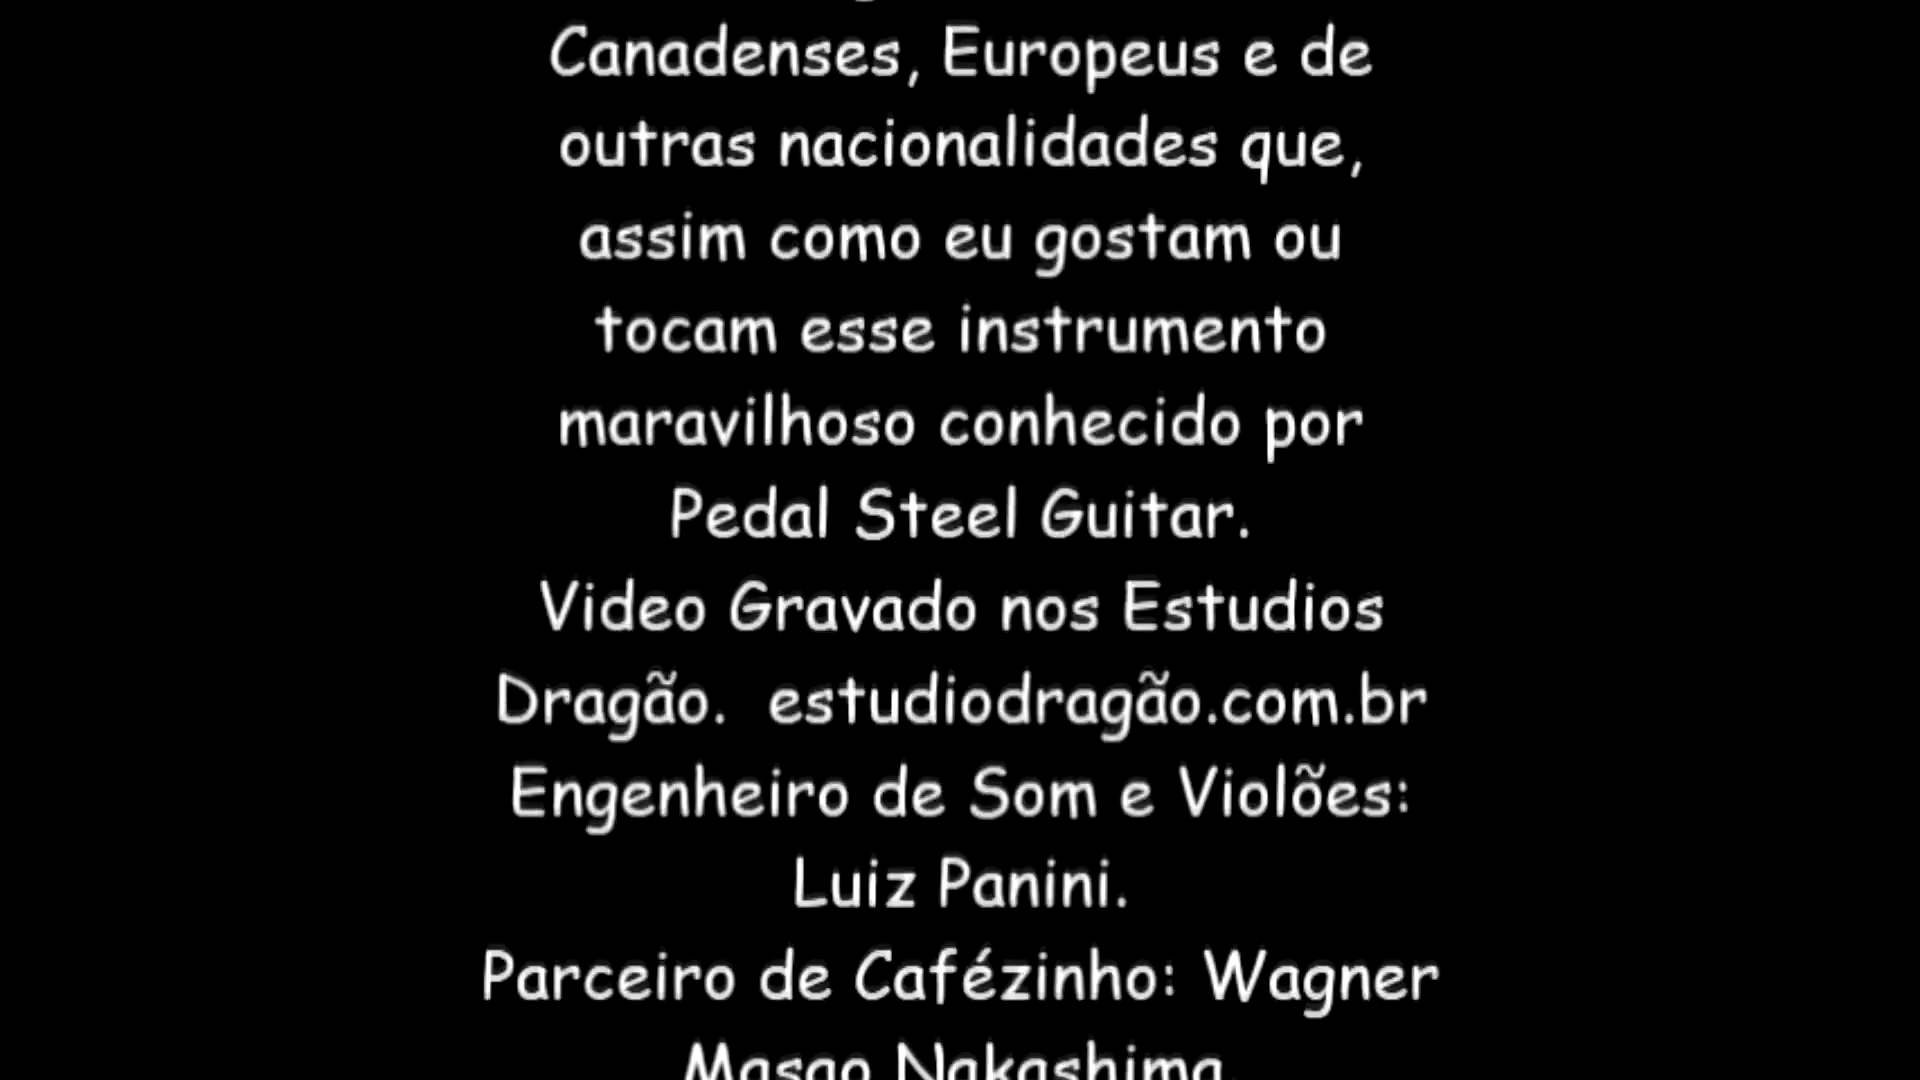 Canadenses, Europeus e de
outras nacionalidades que,
assim como eu gostam ou
tocam esse instrumento
maravilhoso conhecido por
Pedal Steel Guitar.
Video Gravado nos Estudios
Dragão.  estudiodragão.com.br
Engenheiro de Som e Violões:
Luiz Panini.
Parceiro de Cafézinho: Wagner
Masao Nakashima.